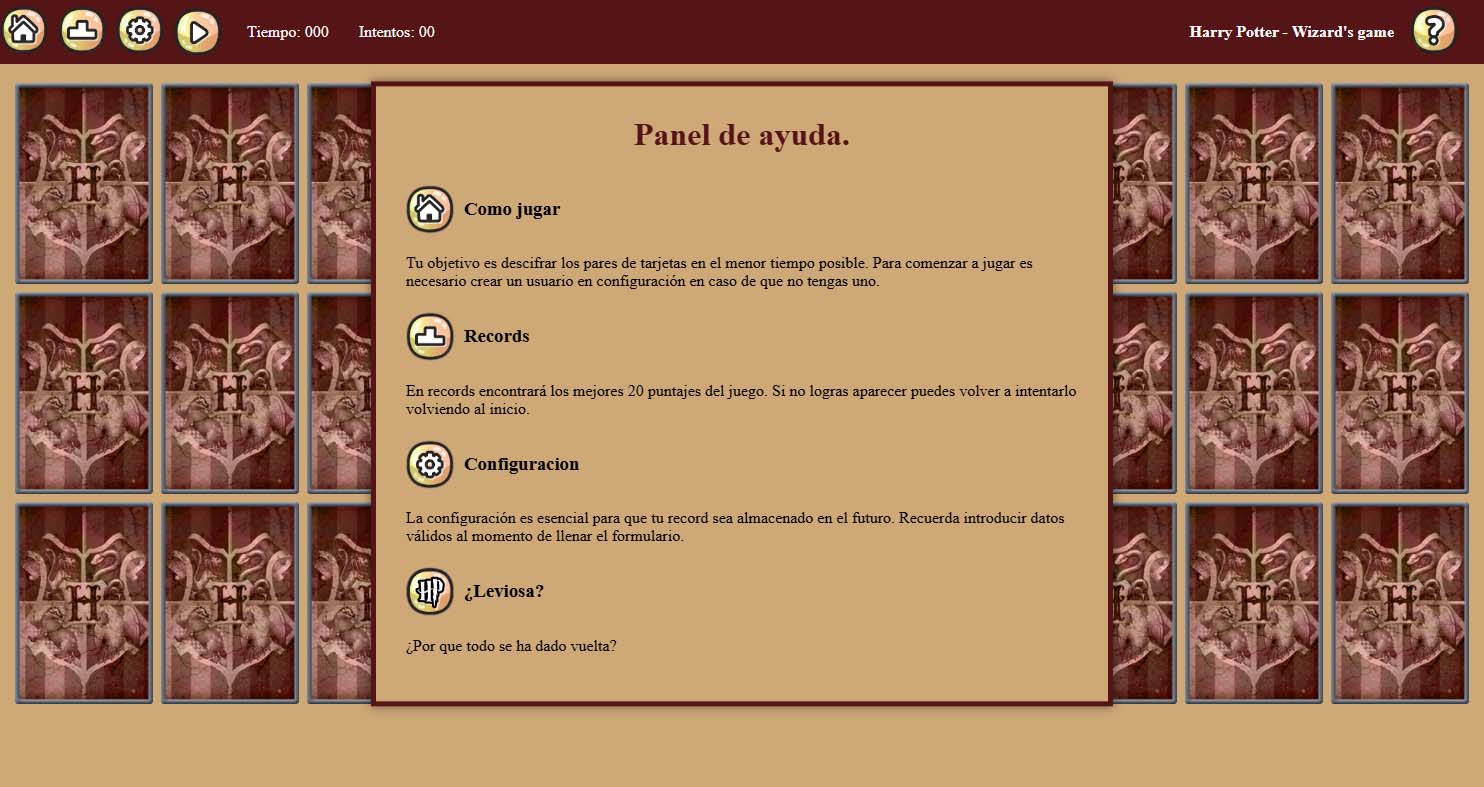 Tiempo: 000 Intentos: 00 Harry Potter - Wizard's game ?
Panel de ayuda.
Como jugar
Tu objetivo es descifrar los pares de tarjetas en el menor tiempo posible. Para comenzar a jugar es
necesario crear un usuario en configuración en caso de que no tengas uno.
Records
En records encontrará los mejores 20 puntajes del juego. Si no logras aparecer puedes volver a intentarlo
volviendo al inicio.
Configuracion
La configuración es esencial para que tu record sea almacenado en el futuro. Recuerda introducir datos
válidos al momento de llenar el formulario.
HP ¿Leviosa?
¿Por que todo se ha dado vuelta?
H H H H
H H H H
H H H H